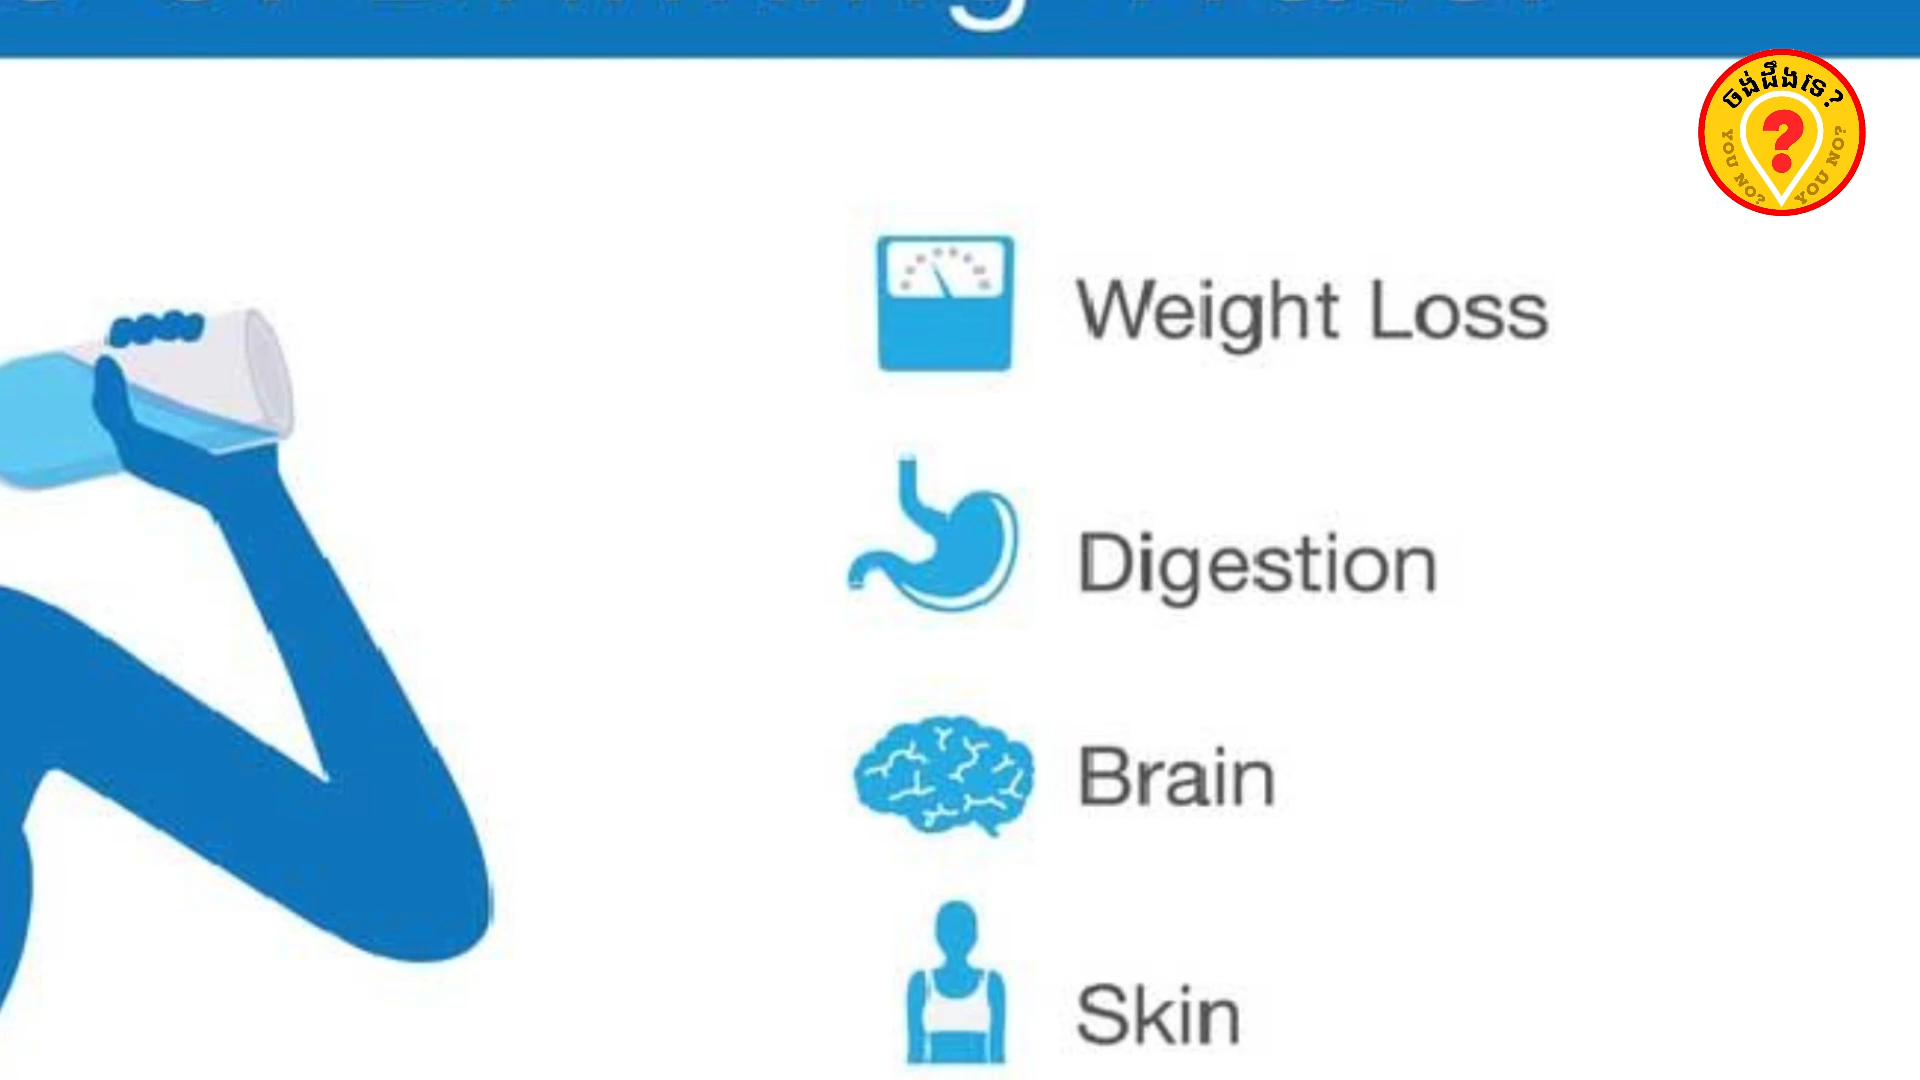 ចង់ដឹងទេ?
?
YOU NO? YOU NO?
Weight Loss
Digestion
Brain
Skin